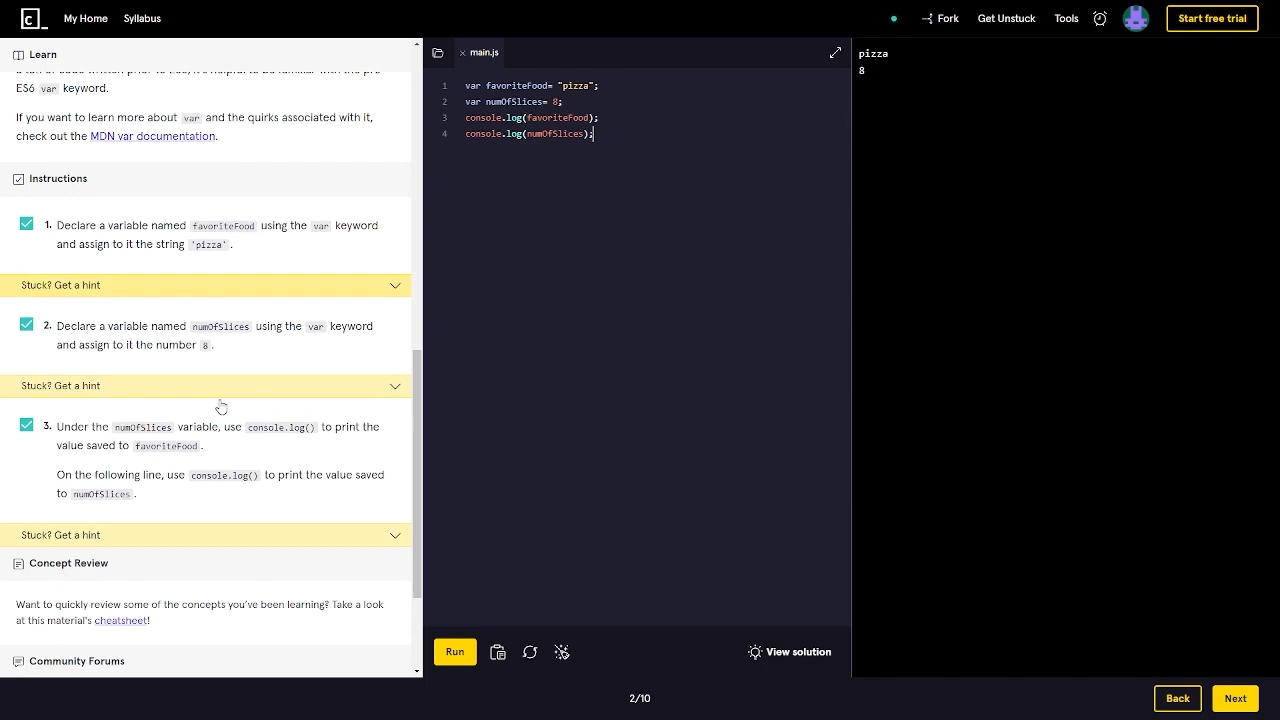 c_ My Home Syllabus Fork Get Unstuck Tools Start free trial
Learn
ES6 var keyword.
If you want to learn more about var and the quirks associated with it,
check out the MDN var documentation.
Instructions
1. Declare a variable named favoriteFood using the var keyword
and assign to it the string 'pizza'.
Stuck? Get a hint
2. Declare a variable named numOfSlices using the var keyword
and assign to it the number 8.
Stuck? Get a hint
3. Under the numOfSlices variable, use console.log() to print the
value saved to favoriteFood.
On the following line, use console.log() to print the value saved
to numOfSlices.
Stuck? Get a hint
Concept Review
Want to quickly review some of the concepts you've been learning? Take a look
at this material's cheatsheet!
Community Forums
main.js
1 var favoriteFood= "pizza";
2 var numOfSlices= 8;
3 console.log(favoriteFood);
4 console.log(numOfSlices);
Run View solution
pizza
8
2/10
Back Next